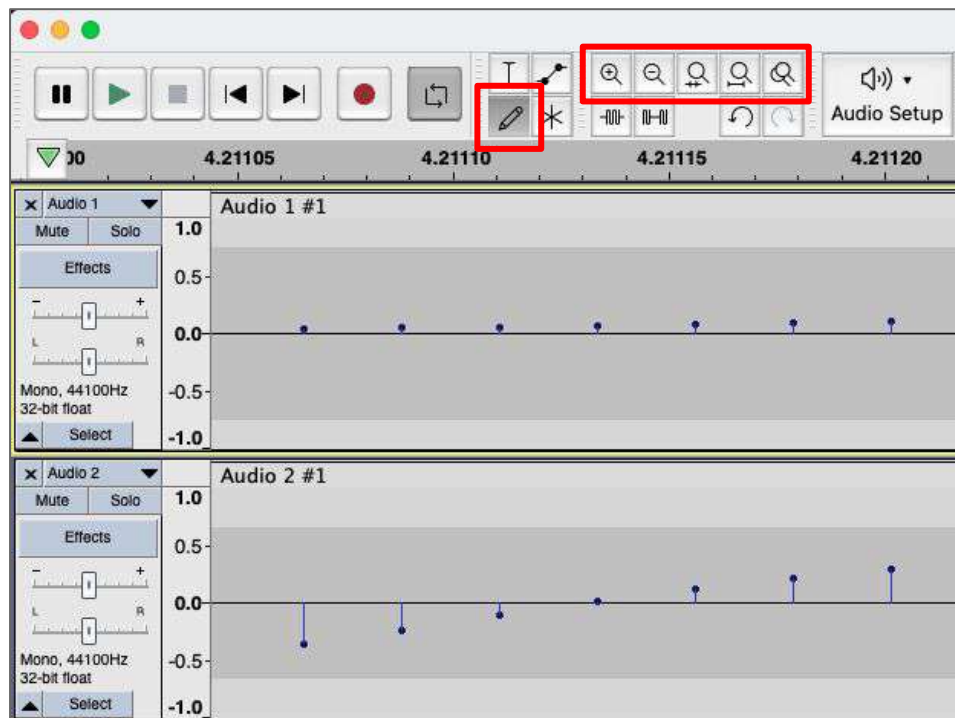 Audio Setup
00 4.21105 4.21110 4.21115 4.21120
Audio 1
Audio 1 #1
Mute Solo
Effects
- +
L R
Mono, 44100Hz
32-bit float
Select
1.0
0.5
0.0
-0.5
-1.0
Audio 2
Audio 2 #1
Mute Solo
Effects
- +
L R
Mono, 44100Hz
32-bit float
Select
1.0
0.5
0.0
-0.5
-1.0